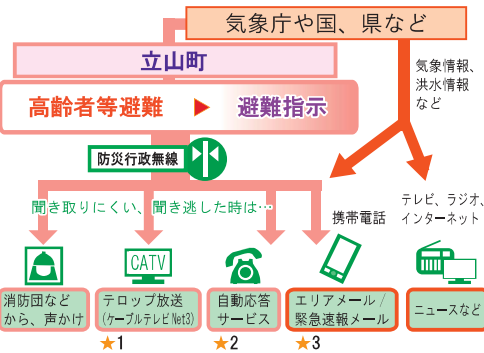 気象庁や国、県など
立山町
高齢者等避難 ▶ 避難指示
気象情報、
洪水情報
など
防災行政無線
聞き取りにくい、聞き逃した時は…
携帯電話
テレビ、ラジオ、
インターネット
CATV
消防団など
から、声かけ
テロップ放送
(ケーブルテレビNet3)
自動応答
サービス
エリアメール/
緊急速報メール
ニュースなど
★1
★2
★3